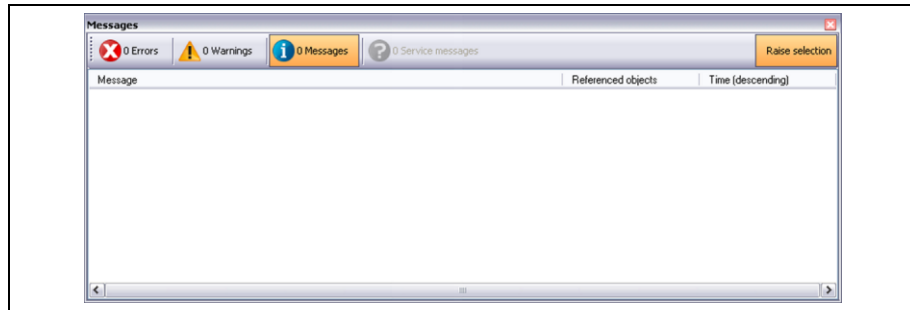 Messages
0 Errors 0 Warnings 0 Messages 0 Service messages Raise selection
Message Referenced objects Time (descending)